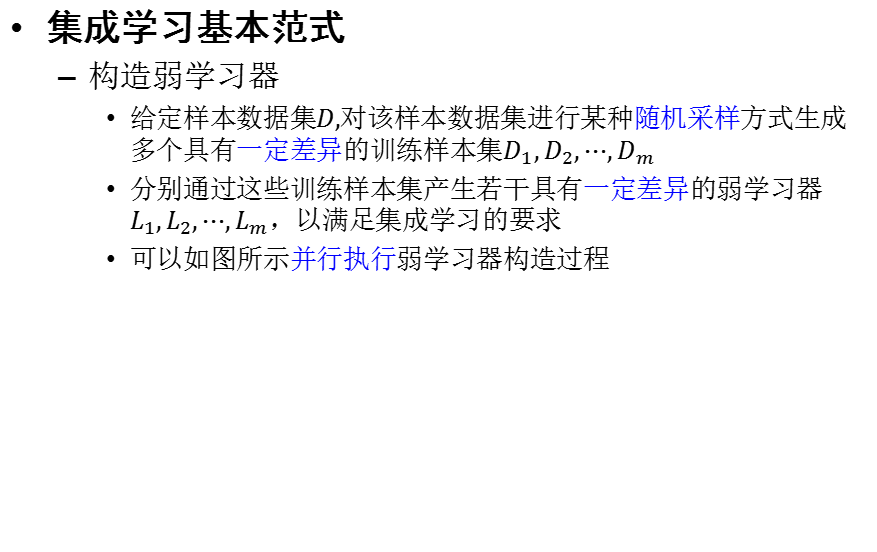 • 集成学习基本范式
– 构造弱学习器
• 给定样本数据集D,对该样本数据集进行某种随机采样方式生成
多个具有一定差异的训练样本集D₁, D₂, ⋯, Dₘ
• 分别通过这些训练样本集产生若干具有一定差异的弱学习器
L₁, L₂, ⋯, Lₘ，以满足集成学习的要求
• 可以如图所示并行执行弱学习器构造过程